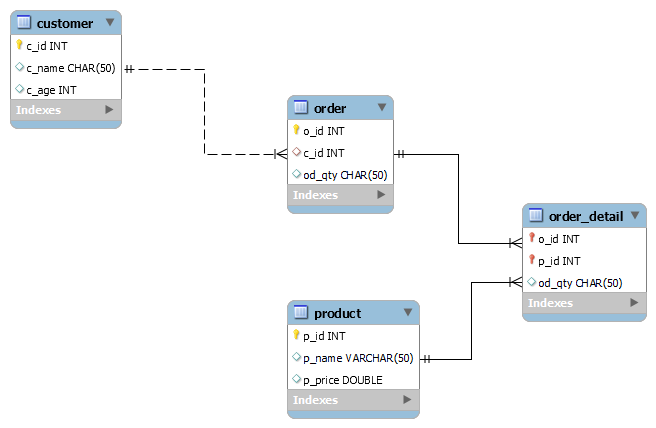 customer
c_id INT
c_name CHAR(50)
c_age INT
Indexes
order
o_id INT
c_id INT
od_qty CHAR(50)
Indexes
order_detail
o_id INT
p_id INT
od_qty CHAR(50)
Indexes
product
p_id INT
p_name VARCHAR(50)
p_price DOUBLE
Indexes